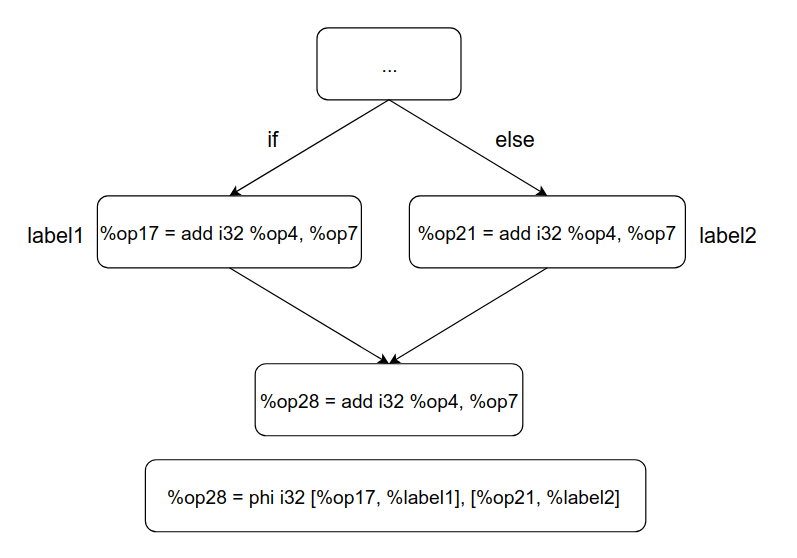 ...
if
else
label1
%op17 = add i32 %op4, %op7
%op21 = add i32 %op4, %op7
label2
%op28 = add i32 %op4, %op7
%op28 = phi i32 [%op17, %label1], [%op21, %label2]